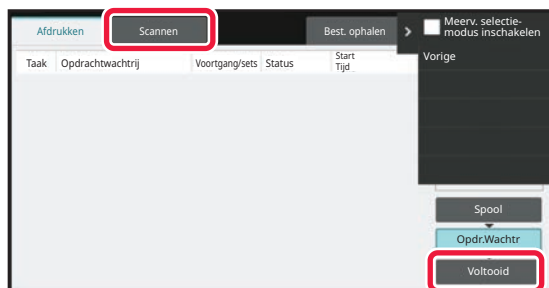 Afdrukken
Scannen
Best. ophalen
Meerv. selectie-
modus inschakelen
Vorige
Taak Opdrachtwachtrij Voortgang/sets Status Start
Tijd
Spool
Opdr.Wachtr
Voltooid